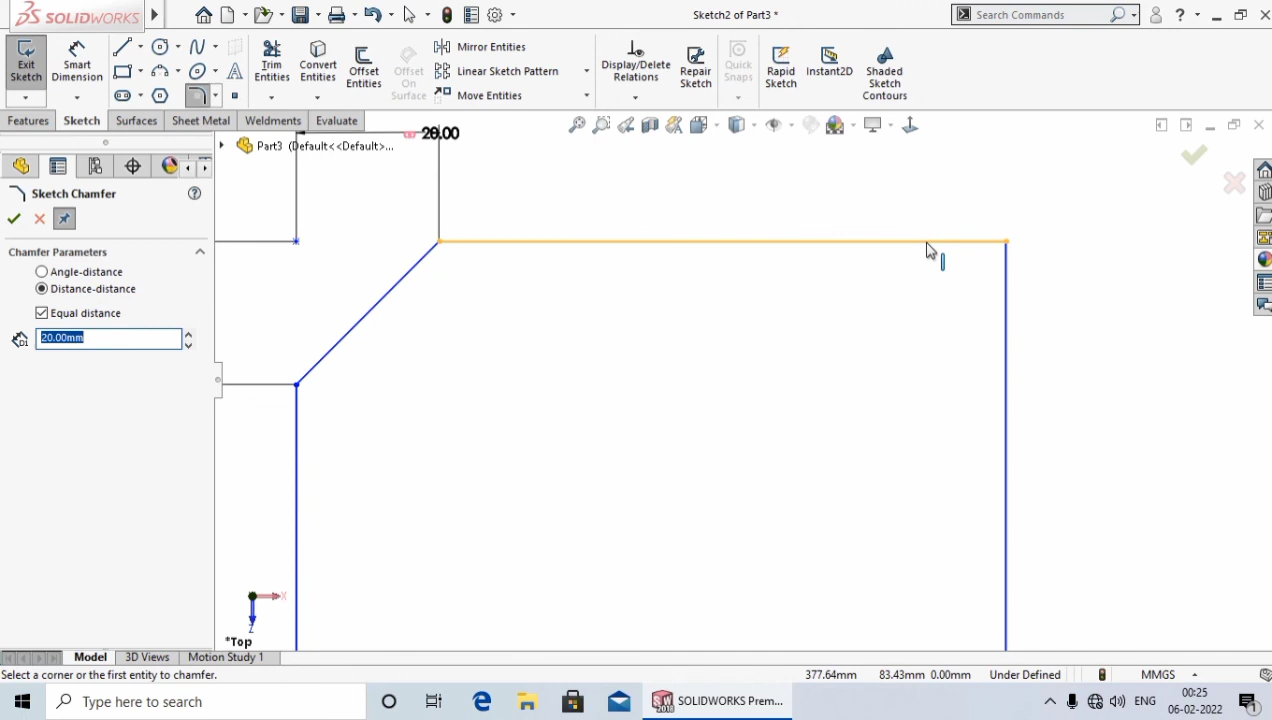 SOLIDWORKS
Sketch2 of Part3 *
Search Commands
Exit Sketch
Smart Dimension
Trim Entities
Convert Entities
Offset Entities
Offset On Surface
Mirror Entities
Linear Sketch Pattern
Move Entities
Display/Delete Relations
Repair Sketch
Quick Snaps
Rapid Sketch
Instant2D
Shaded Sketch Contours
Features
Sketch
Surfaces
Sheet Metal
Weldments
Evaluate
Part3 (Default<<Default>...
Sketch Chamfer
Chamfer Parameters
Angle-distance
Distance-distance
Equal distance
20.00mm
X
Z
*Top
Model
3D Views
Motion Study 1
Select a corner or the first entity to chamfer.
377.64mm 83.43mm 0.00mm Under Defined MMGS
Type here to search
SOLIDWORKS Prem...
ENG
00:25
06-02-2022